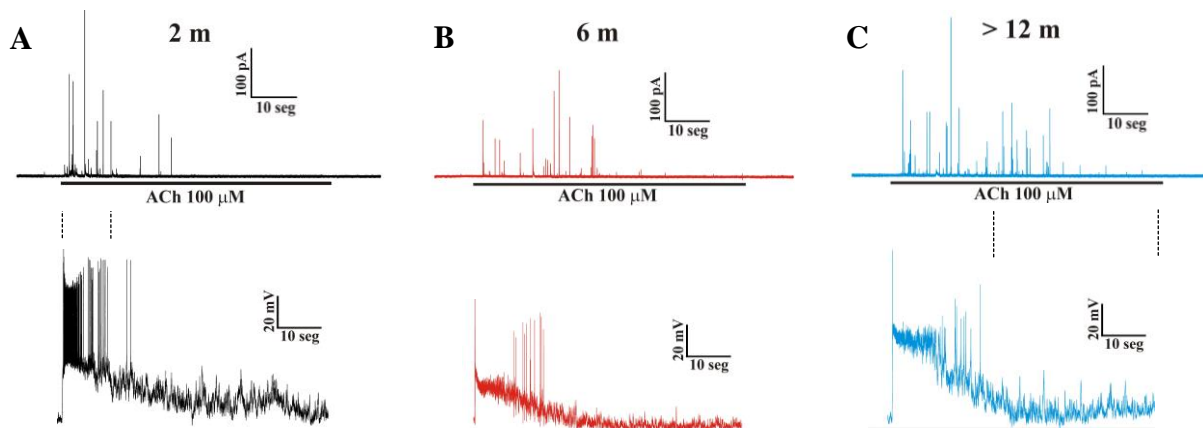 A
2 m
100 pA
10 seg
ACh 100 μM
20 mV
10 seg
B
6 m
100 pA
10 seg
ACh 100 μM
20 mV
10 seg
C
> 12 m
100 pA
10 seg
ACh 100 μM
20 mV
10 seg